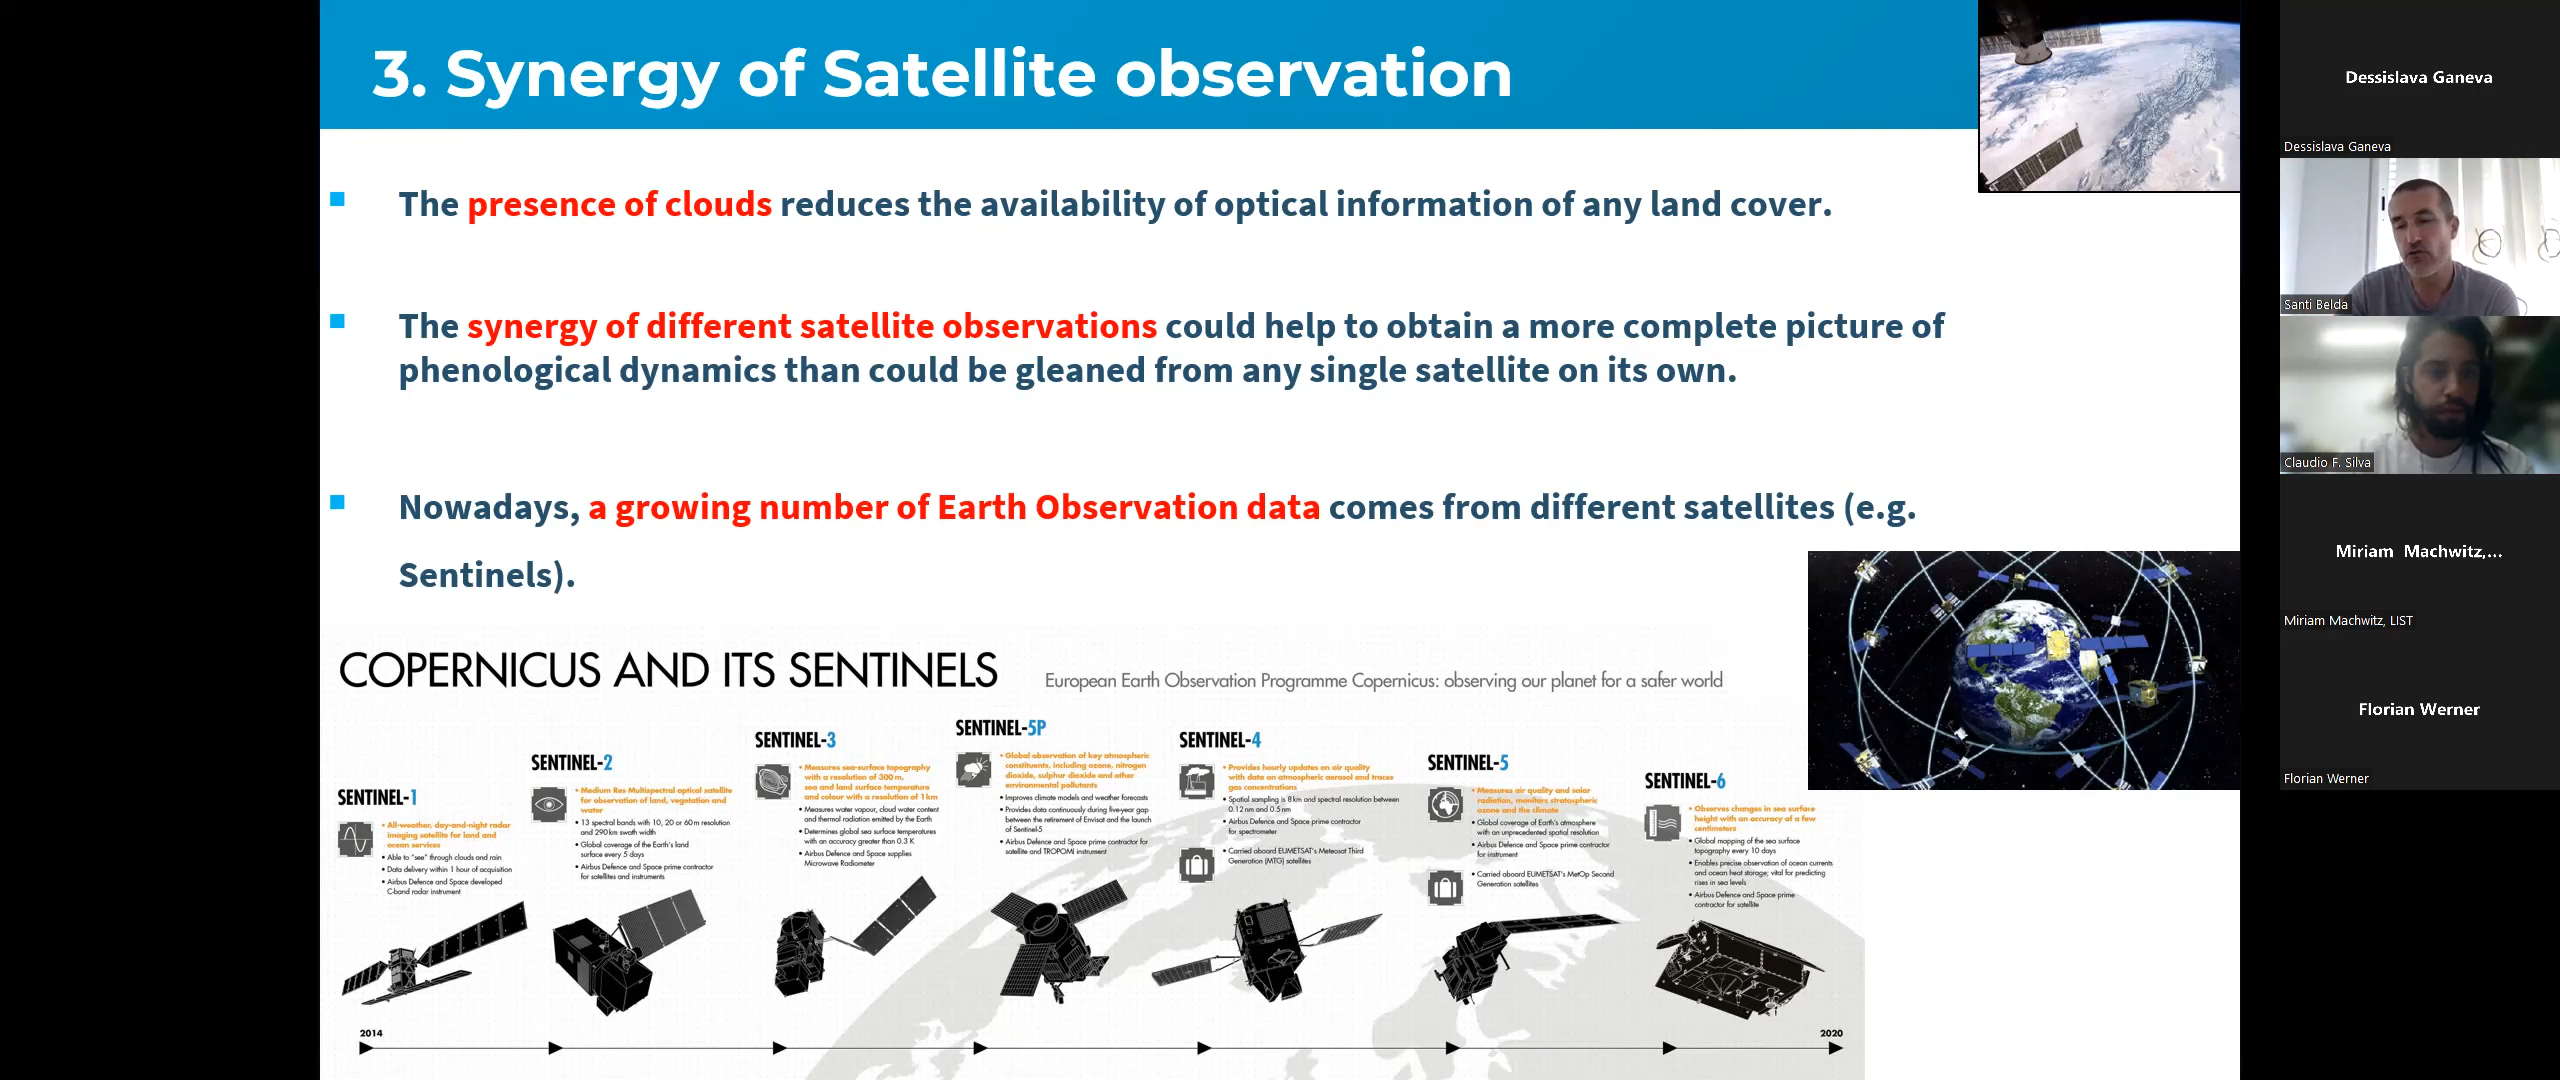 3. Synergy of Satellite observation
The presence of clouds reduces the availability of optical information of any land cover.
The synergy of different satellite observations could help to obtain a more complete picture of
phenological dynamics than could be gleaned from any single satellite on its own.
Nowadays, a growing number of Earth Observation data comes from different satellites (e.g.
Sentinels).
COPERNICUS AND ITS SENTINELS
European Earth Observation Programme Copernicus: observing our planet for a safer world
SENTINEL-1
• All-weather, day-and-night radar
imaging satellite for land and
ocean services
• Able to "see" through clouds and rain
• Data delivery within 1 hour of acquisition
• Airbus Defence and Space developed
C-band radar instrument
SENTINEL-2
• Medium Res Multispectral optical satellite
for observation of land, vegetation and
water
• 13 spectral bands with 10, 20 or 60 m resolution
and 290 km swath width
• Global coverage of the Earth's land
surface every 5 days
• Airbus Defence and Space prime contractor
for satellites and instruments
SENTINEL-3
• Measures sea-surface topography
with a resolution of 300 m,
sea and land surface temperature
and colour with a resolution of 1 km
• Measures water vapour, cloud water content
and thermal radiation emitted by the Earth
• Determines global sea surface temperatures
with an accuracy greater than 0.3 K
• Airbus Defence and Space supplies
Microwave Radiometer
SENTINEL-5P
• Global observation of key atmospheric
constituents, including ozone, nitrogen
dioxide, sulphur dioxide and other
environmental pollutants
• Improves climate models and weather forecasts
• Provides data continuously during five-year gap
between the retirement of Envisat and the launch
of Sentinel-5
• Airbus Defence and Space prime contractor for
satellite and TROPOMI instrument
SENTINEL-4
• Provides hourly updates on air quality
with data on atmospheric aerosol and traces
gas concentrations
• Spatial sampling is 8 km and spectral resolution between
0.12 nm and 0.5 nm
• Airbus Defence and Space prime contractor
for spectrometer
• Carried aboard EUMETSAT's Meteosat Third
Generation (MTG) satellites
SENTINEL-5
• Measures air quality and solar
radiation, monitors stratospheric
ozone and the climate
• Global coverage of Earth's atmosphere
with an unprecedented spatial resolution
• Airbus Defence and Space prime contractor
for instrument
• Carried aboard EUMETSAT's MetOp Second
Generation satellites
SENTINEL-6
• Observes changes in sea surface
height with an accuracy of a few
centimeters
• Global mapping of the sea surface
topography every 10 days
• Enables precise observation of ocean currents
and ocean heat storage; vital for predicting
rises in sea levels
• Airbus Defence and Space prime
contractor for satellite
2014
2020
Dessislava Ganeva
Dessislava Ganeva
Santi Belda
Claudio F. Silva
Miriam Machwitz,...
Miriam Machwitz, LIST
Florian Werner
Florian Werner